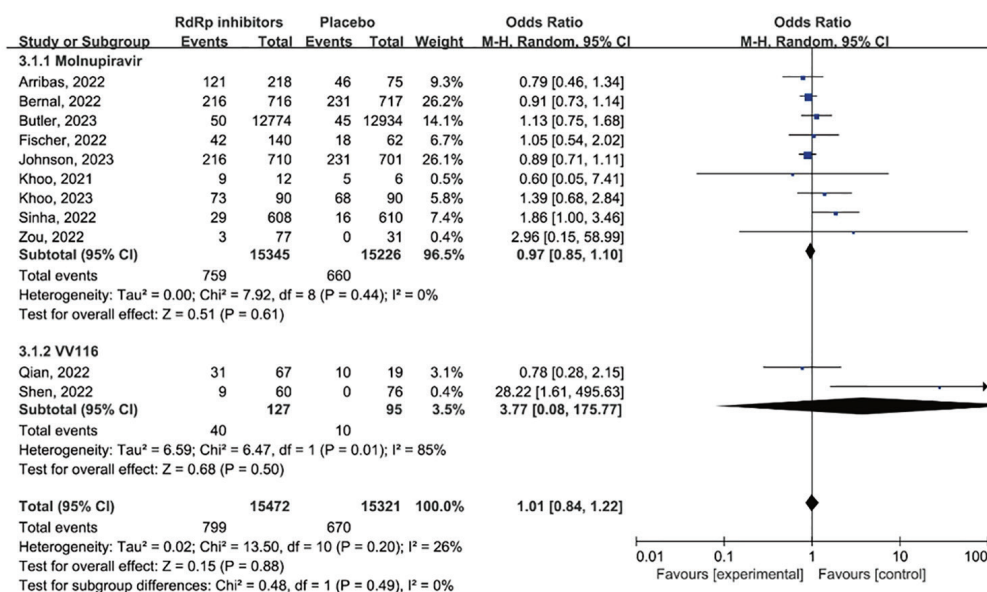 RdRp inhibitors Placebo Odds Ratio Odds Ratio
Study or Subgroup Events Total Events Total Weight M-H, Random, 95% CI M-H, Random, 95% CI
3.1.1 Molnupiravir
Arribas, 2022 121 218 46 75 9.3% 0.79 [0.46, 1.34]
Bernal, 2022 216 716 231 717 26.2% 0.91 [0.73, 1.14]
Butler, 2023 50 12774 45 12934 14.1% 1.13 [0.75, 1.68]
Fischer, 2022 42 140 18 62 6.7% 1.05 [0.54, 2.02]
Johnson, 2023 216 710 231 701 26.1% 0.89 [0.71, 1.11]
Khoo, 2021 9 12 5 6 0.5% 0.60 [0.05, 7.41]
Khoo, 2023 73 90 68 90 5.8% 1.39 [0.68, 2.84]
Sinha, 2022 29 608 16 610 7.4% 1.86 [1.00, 3.46]
Zou, 2022 3 77 0 31 0.4% 2.96 [0.15, 58.99]
Subtotal (95% CI) 15345 15226 96.5% 0.97 [0.85, 1.10]
Total events 759 660
Heterogeneity: Tau² = 0.00; Chi² = 7.92, df = 8 (P = 0.44); I² = 0%
Test for overall effect: Z = 0.51 (P = 0.61)
3.1.2 VV116
Qian, 2022 31 67 10 19 3.1% 0.78 [0.28, 2.15]
Shen, 2022 9 60 0 76 0.4% 28.22 [1.61, 495.63]
Subtotal (95% CI) 127 95 3.5% 3.77 [0.08, 175.77]
Total events 40 10
Heterogeneity: Tau² = 6.59; Chi² = 6.47, df = 1 (P = 0.01); I² = 85%
Test for overall effect: Z = 0.68 (P = 0.50)
Total (95% CI) 15472 15321 100.0% 1.01 [0.84, 1.22]
Total events 799 670
Heterogeneity: Tau² = 0.02; Chi² = 13.50, df = 10 (P = 0.20); I² = 26%
Test for overall effect: Z = 0.15 (P = 0.88)
Test for subgroup differences: Chi² = 0.48, df = 1 (P = 0.49), I² = 0%
0.01 0.1 1 10 100
Favours [experimental] Favours [control]